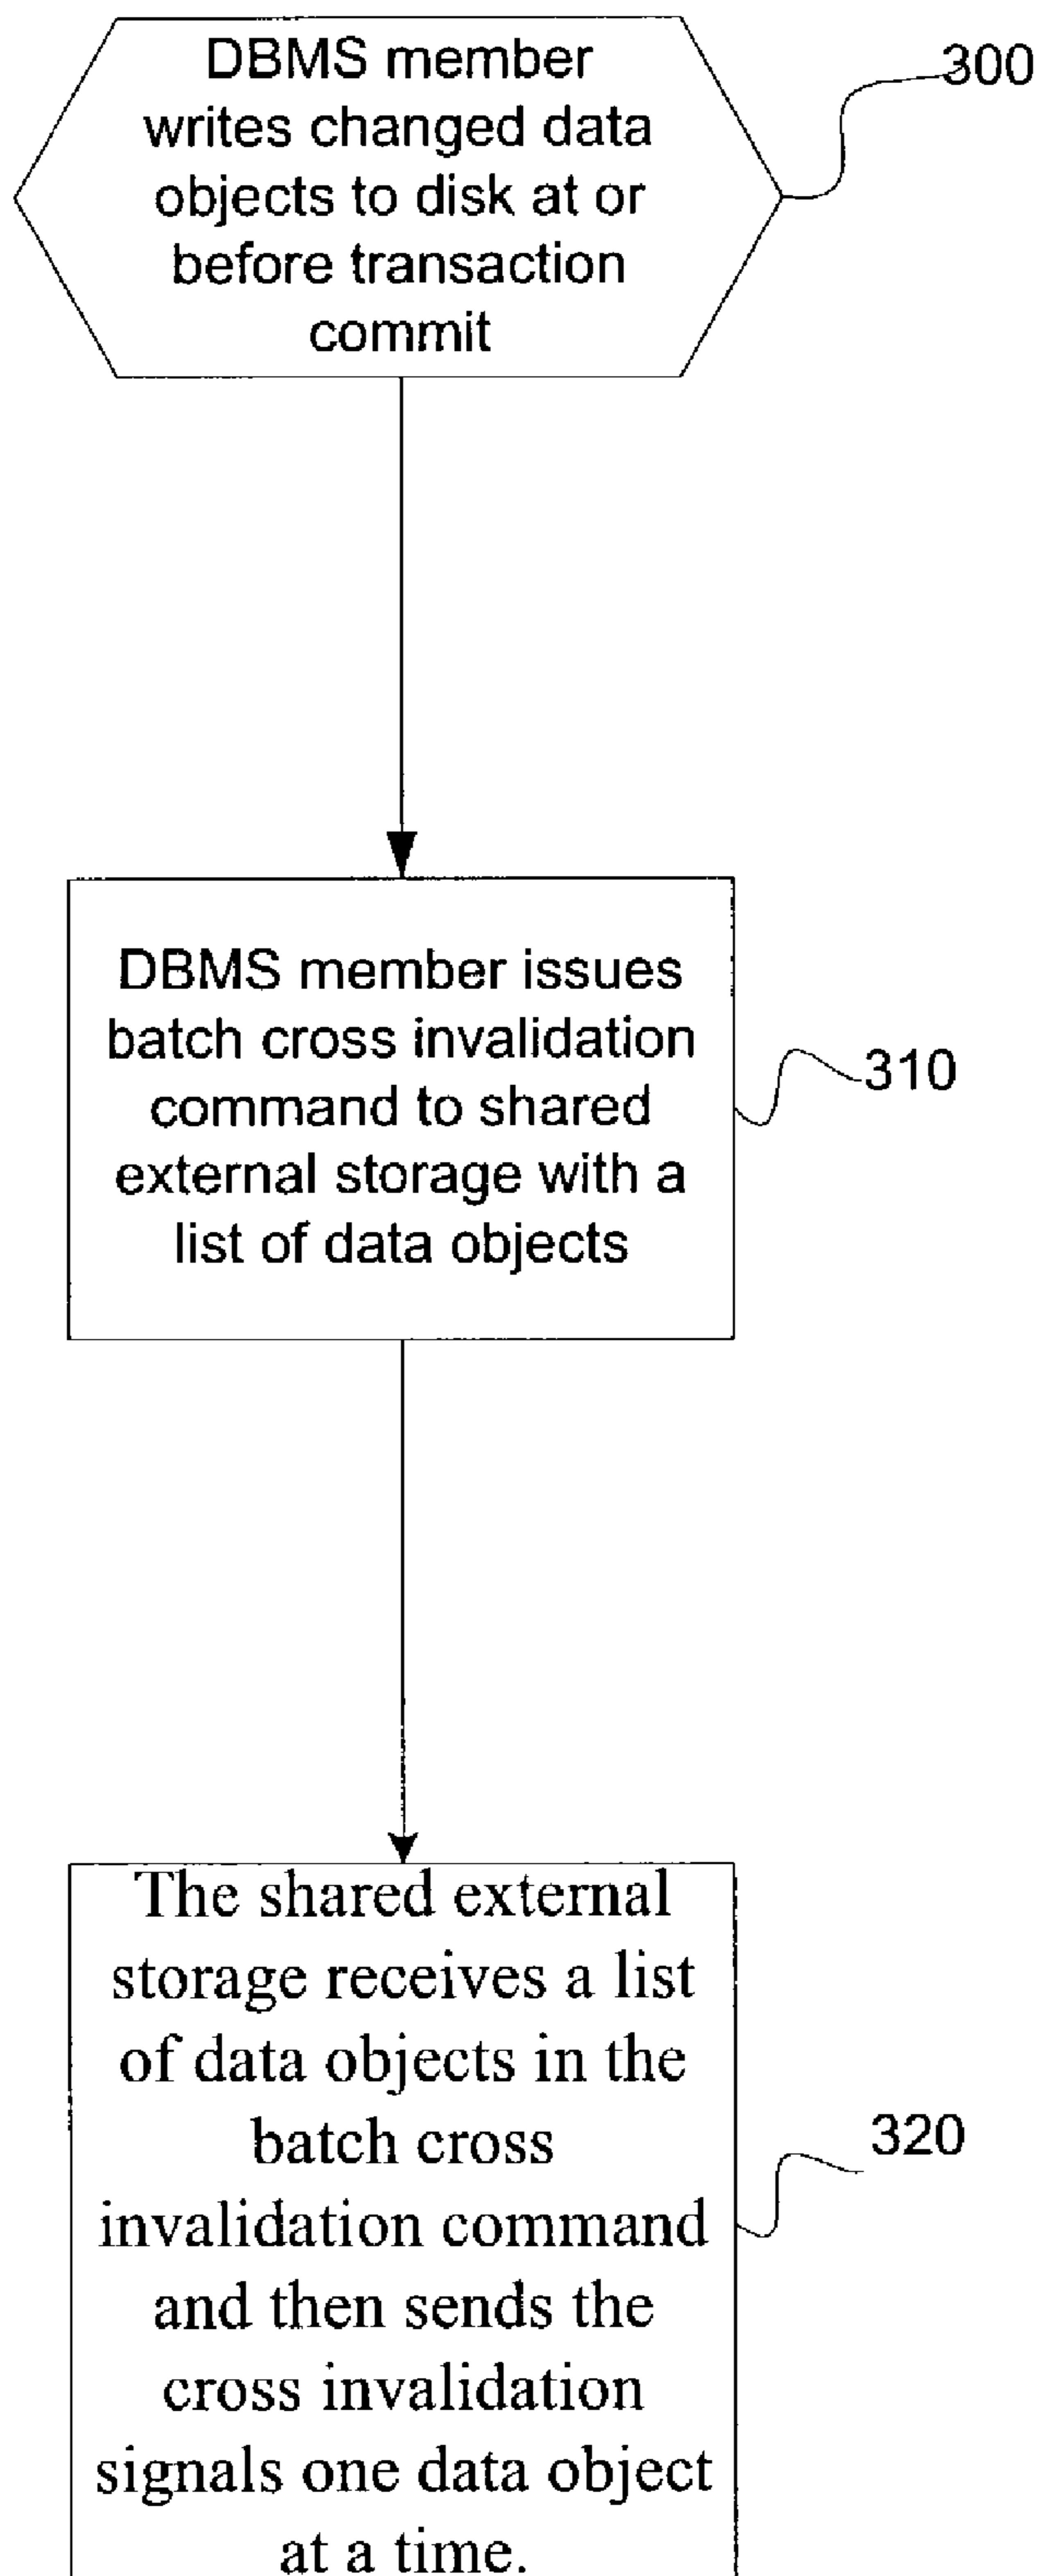 DBMS member
writes changed data
objects to disk at or
before transaction
commit
300
DBMS member issues
batch cross invalidation
command to shared
external storage with a
list of data objects
310
The shared external
storage receives a list
of data objects in the
batch cross
invalidation command
and then sends the
cross invalidation
signals one data object
at a time.
320